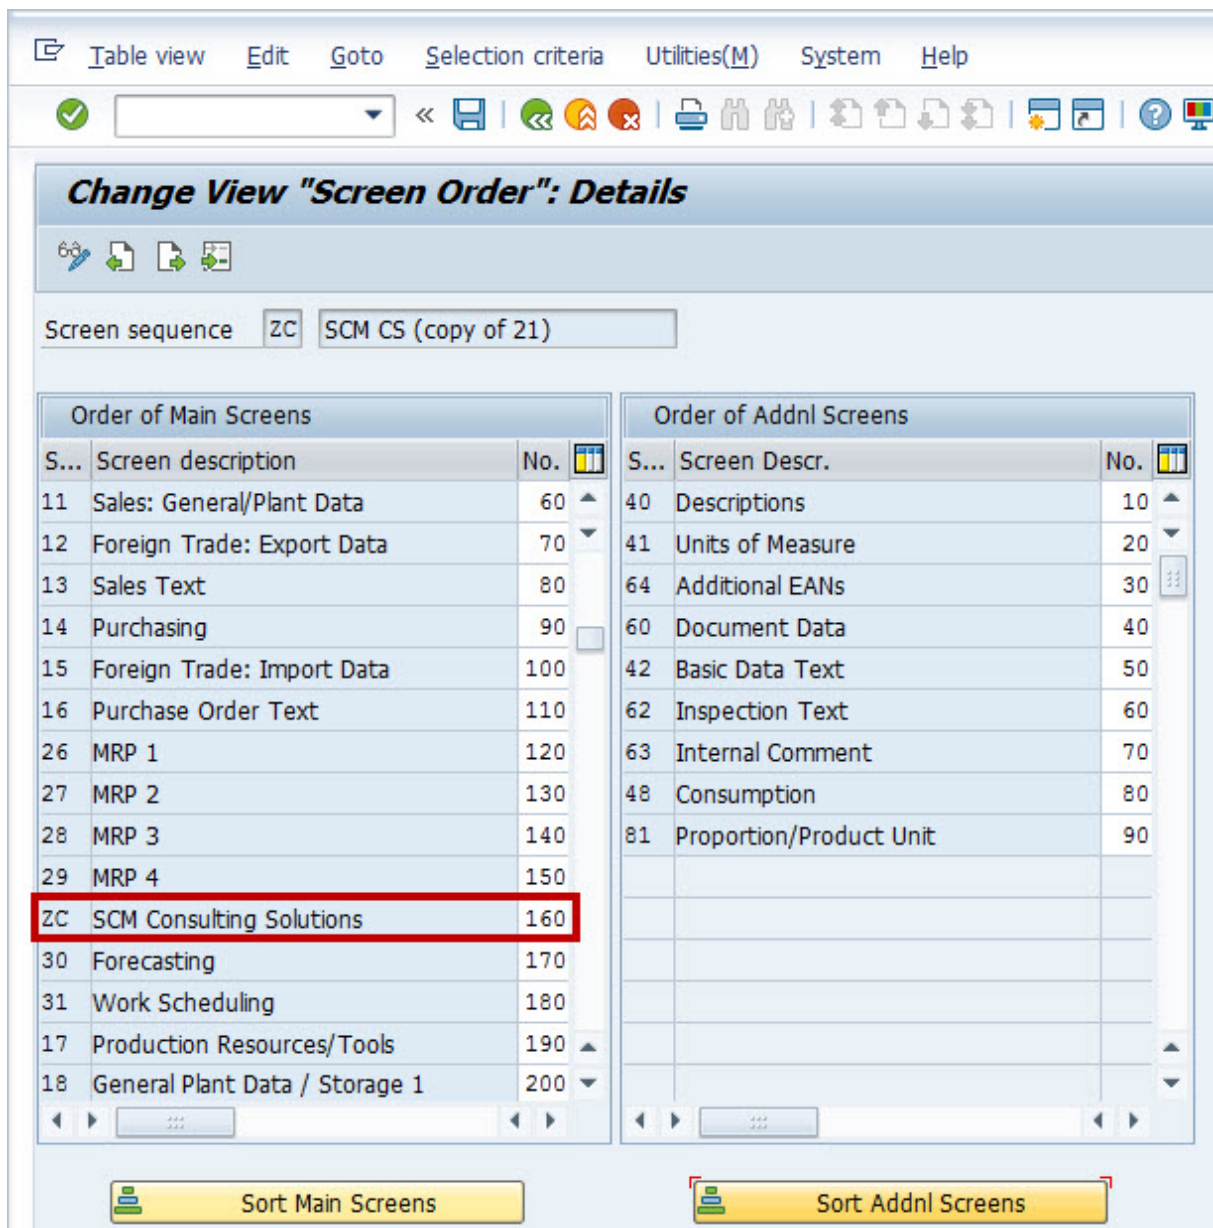 Table view Edit Goto Selection criteria Utilities(M) System Help
Change View "Screen Order": Details
Screen sequence ZC SCM CS (copy of 21)
Order of Main Screens
S... Screen description No.
11 Sales: General/Plant Data 60
12 Foreign Trade: Export Data 70
13 Sales Text 80
14 Purchasing 90
15 Foreign Trade: Import Data 100
16 Purchase Order Text 110
26 MRP 1 120
27 MRP 2 130
28 MRP 3 140
29 MRP 4 150
ZC SCM Consulting Solutions 160
30 Forecasting 170
31 Work Scheduling 180
17 Production Resources/Tools 190
18 General Plant Data / Storage 1 200
Order of Addnl Screens
S... Screen Descr. No.
40 Descriptions 10
41 Units of Measure 20
64 Additional EANs 30
60 Document Data 40
42 Basic Data Text 50
62 Inspection Text 60
63 Internal Comment 70
48 Consumption 80
81 Proportion/Product Unit 90
Sort Main Screens
Sort Addnl Screens